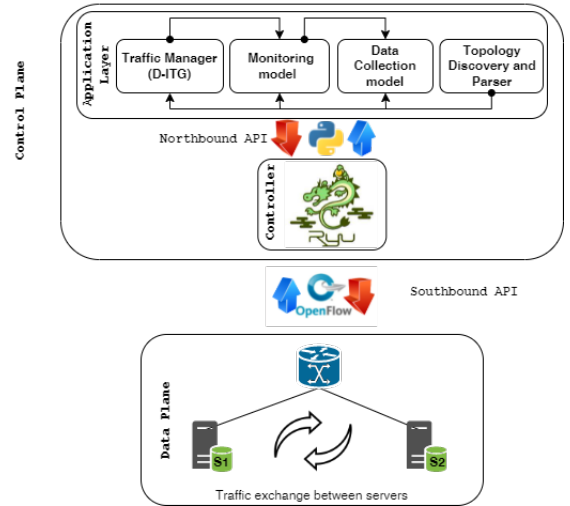 Control Plane
Application
Layer
Traffic Manager
(D-ITG)
Monitoring
model
Data
Collection
model
Topology
Discovery and
Parser
Northbound API
Controller
RYU
Southbound API
OpenFlow
Data Plane
S1
S2
Traffic exchange between servers